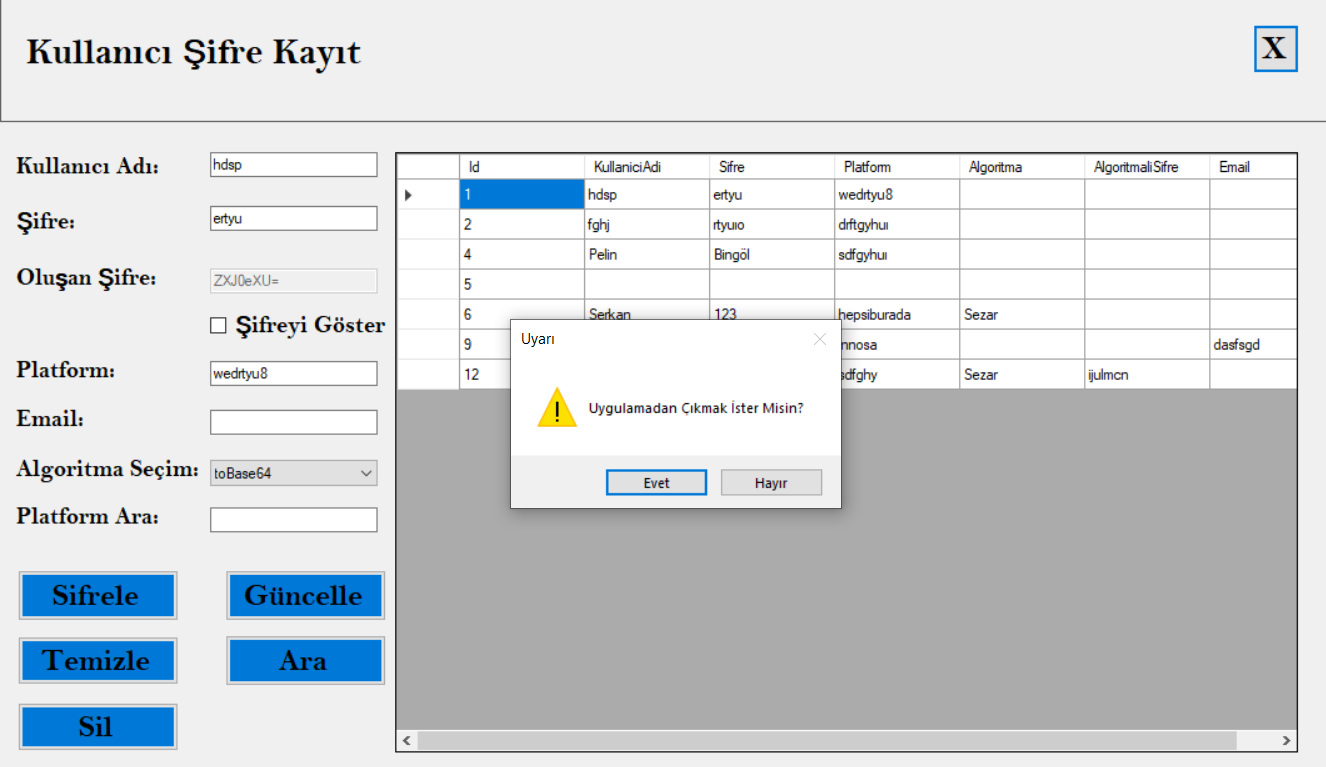 Kullanıcı Şifre Kayıt
X
Kullanıcı Adı: hdsp
Şifre: ertyu
Oluşan Şifre: ZXJ0eXU=
Şifreyi Göster
Platform: wedrtyu8
Email:
Algoritma Seçim: toBase64
Platform Ara:
Sifrele Güncelle
Temizle Ara
Sil
Id KullaniciAdi Sifre Platform Algoritma AlgoritmaliSifre Email
1 hdsp ertyu wedrtyu8
2 fghj rtyuıo drftgyhuı
4 Pelin Bingöl sdfgyhuı
5
6 Serkan 123 hepsiburada Sezar
9 nnosa dasfsgd
12 sdfghy Sezar ijulmcn
Uyarı
Uygulamadan Çıkmak İster Misin?
Evet Hayır